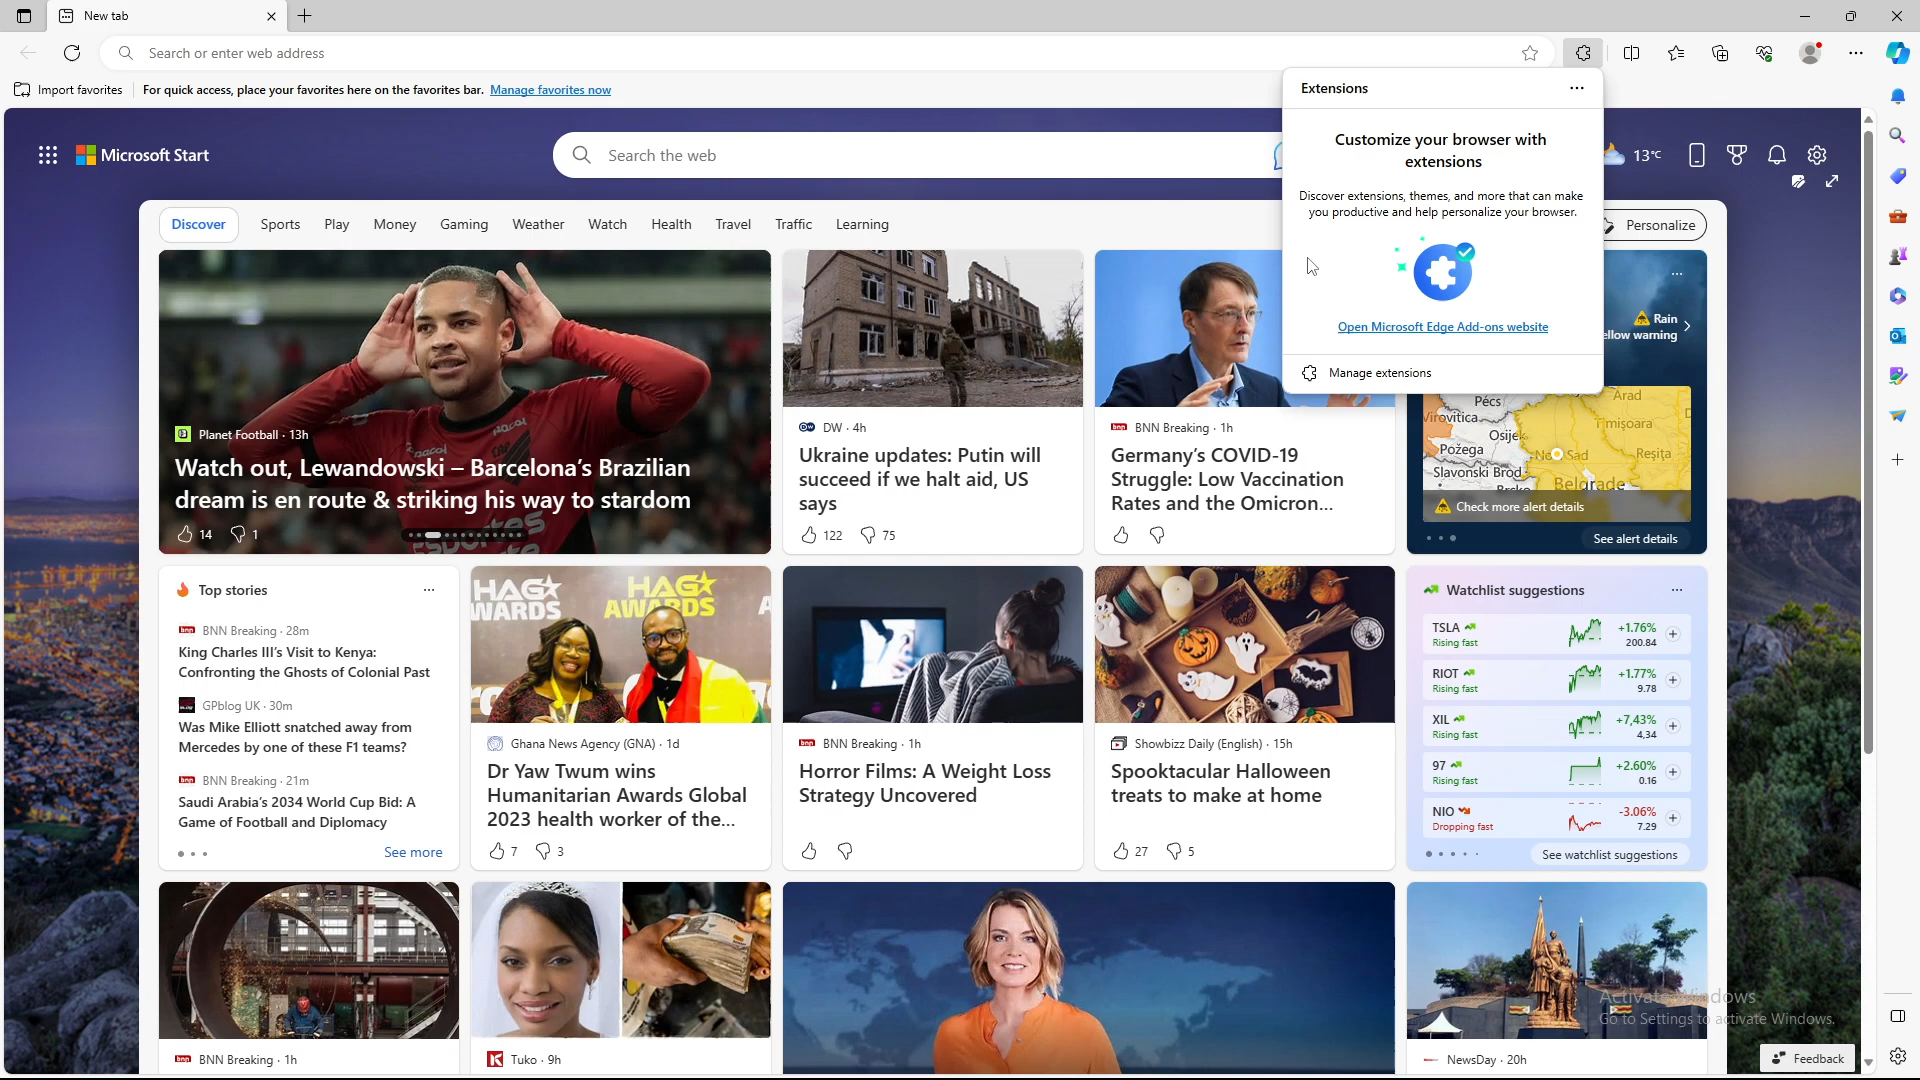 New tab
Search or enter web address
Import favorites
For quick access, place your favorites here on the favorites bar. Manage favorites now
Extensions
Customize your browser with
extensions
Discover extensions, themes, and more that can make
you productive and help personalize your browser.
Open Microsoft Edge Add-ons website
Manage extensions
Microsoft Start
Search the web
13°C
Discover
Sports
Play
Money
Gaming
Weather
Watch
Health
Travel
Traffic
Learning
Personalize
Planet Football · 13h
Watch out, Lewandowski – Barcelona's Brazilian
dream is en route & striking his way to stardom
14
1
DW · 4h
Ukraine updates: Putin will
succeed if we halt aid, US
says
122
75
BNN Breaking · 1h
Germany's COVID-19
Struggle: Low Vaccination
Rates and the Omicron...
Rain
ellow warning
Pécs
Arad
Virovitica
Timișoara
Osijek
Požega
Novi Sad
Reșița
Slavonski Brod
Belgrade
Check more alert details
See alert details
Top stories
BNN Breaking · 28m
King Charles III's Visit to Kenya:
Confronting the Ghosts of Colonial Past
GPblog UK · 30m
Was Mike Elliott snatched away from
Mercedes by one of these F1 teams?
BNN Breaking · 21m
Saudi Arabia's 2034 World Cup Bid: A
Game of Football and Diplomacy
See more
HAG★
WARDS
HAG★
AWARDS
Ghana News Agency (GNA) · 1d
Dr Yaw Twum wins
Humanitarian Awards Global
2023 health worker of the...
7
3
BNN Breaking · 1h
Horror Films: A Weight Loss
Strategy Uncovered
Showbizz Daily (English) · 15h
Spooktacular Halloween
treats to make at home
27
5
Watchlist suggestions
TSLA
Rising fast
+1.76%
200.84
RIOT
Rising fast
+1.77%
9.78
XIL
Rising fast
+7,43%
4,34
97
Rising fast
+2.60%
0.16
NIO
Dropping fast
-3.06%
7.29
See watchlist suggestions
BNN Breaking · 1h
Tuko · 9h
NewsDay · 20h
Activate Windows
Go to Settings to activate Windows.
Feedback